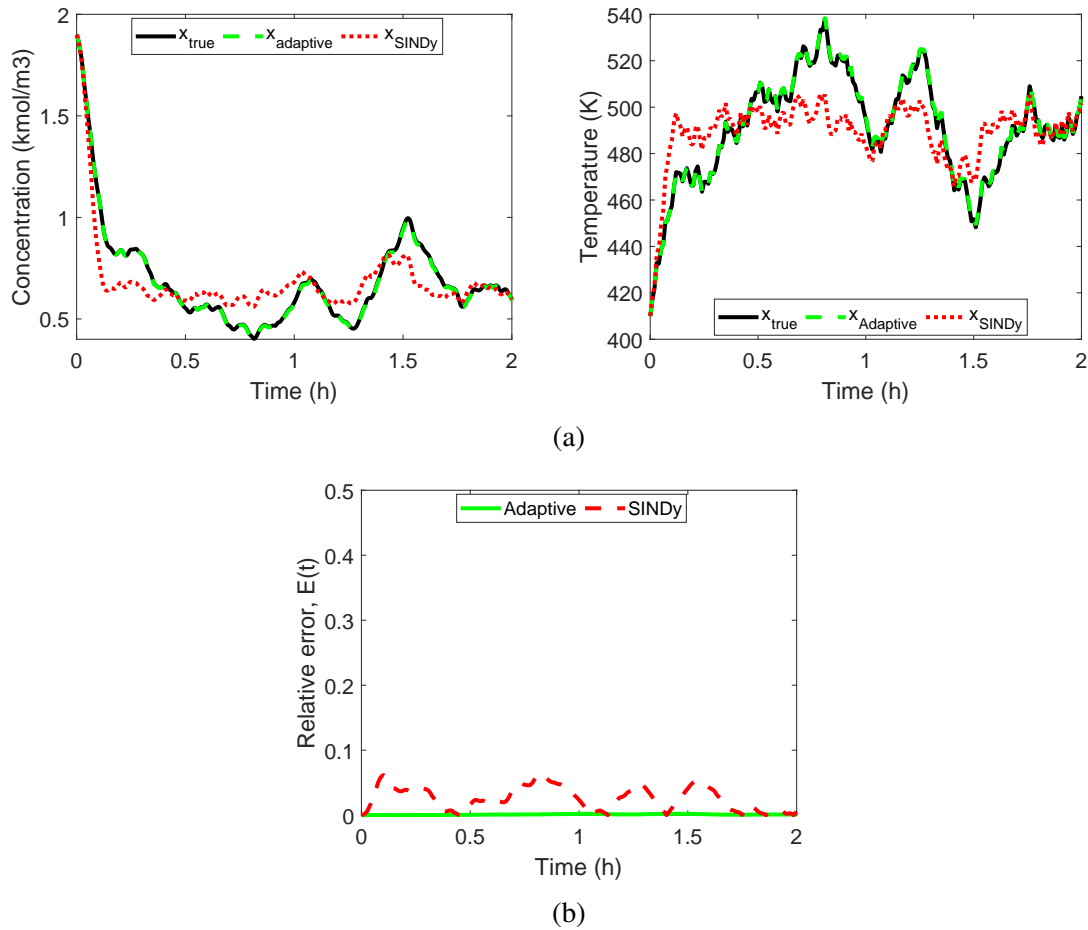 x_true x_adaptive x_SINDy
Concentration (kmol/m3)
2
1.5
1
0.5
0 0.5 1 1.5 2
Time (h)
Temperature (K)
540
520
500
480
460
440
420
400
x_true x_Adaptive x_SINDy
0 0.5 1 1.5 2
Time (h)
(a)
Adaptive SINDy
Relative error, E(t)
0.5
0.4
0.3
0.2
0.1
0
0 0.5 1 1.5 2
Time (h)
(b)